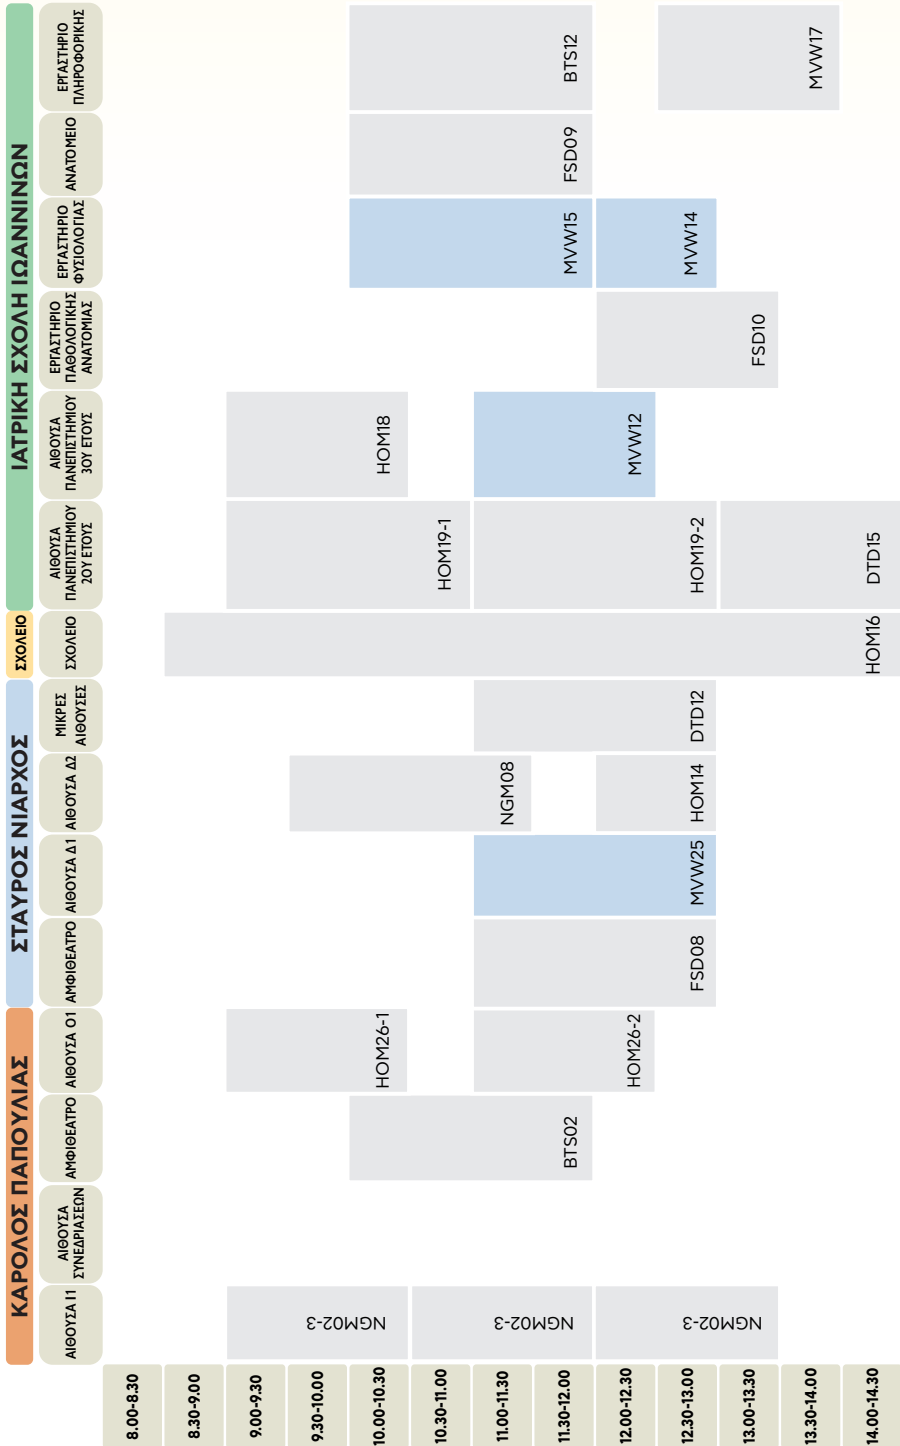 ΚΑΡΟΛΟΣ ΠΑΠΟΥΛΙΑΣ
ΣΤΑΥΡΟΣ ΝΙΑΡΧΟΣ
ΣΧΟΛΕΙΟ
ΙΑΤΡΙΚΗ ΣΧΟΛΗ ΙΩΑΝΝΙΝΩΝ
ΑΙΘΟΥΣΑ Ι1
ΑΙΘΟΥΣΑ
ΣΥΝΕΔΡΙΑΣΕΩΝ
ΑΜΦΙΘΕΑΤΡΟ
ΑΙΘΟΥΣΑ Ο1
ΑΜΦΙΘΕΑΤΡΟ
ΑΙΘΟΥΣΑ Δ1
ΑΙΘΟΥΣΑ Δ2
ΜΙΚΡΕΣ
ΑΙΘΟΥΣΕΣ
ΣΧΟΛΕΙΟ
ΑΙΘΟΥΣΑ
ΠΑΝΕΠΙΣΤΗΜΙΟΥ
2ΟΥ ΕΤΟΥΣ
ΑΙΘΟΥΣΑ
ΠΑΝΕΠΙΣΤΗΜΙΟΥ
3ΟΥ ΕΤΟΥΣ
ΕΡΓΑΣΤΗΡΙΟ
ΠΑΘΟΛΟΓΙΚΗΣ
ΑΝΑΤΟΜΙΑΣ
ΕΡΓΑΣΤΗΡΙΟ
ΦΥΣΙΟΛΟΓΙΑΣ
ΑΝΑΤΟΜΕΙΟ
ΕΡΓΑΣΤΗΡΙΟ
ΠΛΗΡΟΦΟΡΙΚΗΣ
8.00-8.30
8.30-9.00
9.00-9.30
9.30-10.00
10.00-10.30
NGM02-3
HOM26-1
HOM18
10.30-11.00
HOM19-1
11.00-11.30
NGM08
11.30-12.00
NGM02-3
BTS02
MVW15
FSD09
BTS12
12.00-12.30
HOM26-2
MVW12
12.30-13.00
FSD08
MVW25
HOM14
DTD12
HOM19-2
MVW14
13.00-13.30
NGM02-3
FSD10
13.30-14.00
MVW17
14.00-14.30
HOM16
DTD15